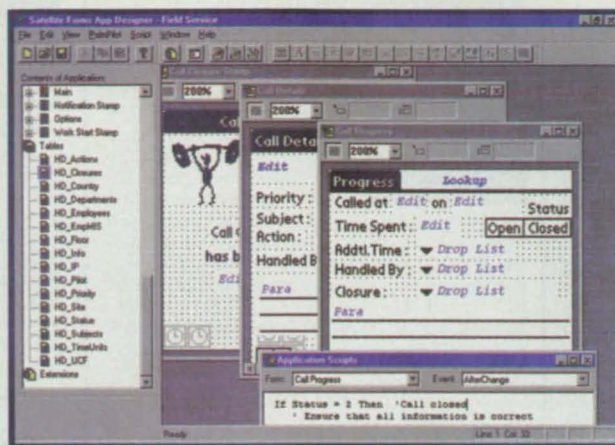 Satellite Forms App Designer - Field Service
File Edit View PalmPilot Script Window Help
Contents of Application:
Main
Notification Stamp
Options
Work Start Stamp
Tables
HD_Actions
HD_Closures
HD_County
HD_Departments
HD_Employees
HD_EmpMIS
HD_Floor
HD_Info
HD_IP
HD_Pilot
HD_Priority
HD_Site
HD_Status
HD_Subjects
HD_TimeUnits
HD_UCF
Extensions
Call Closure Stamp
200%
Call
has b
Edi
Call Details
200%
Call Deta
Edit
Priority :
Subject :
Action :
Handled B
Para
Call Progress
200%
Progress Lookup
Called at Edit on Edit
Status
Time Spent : Edit Open Closed
Addtl.Time : Drop List
Handled By : Drop List
Closure : Drop List
Para
Application Scripts
Form: Call Progress Event: AfterChange
If Status = 2 Then 'Call closed
' Ensure that all information is correct
Ready Line 1 Col 33